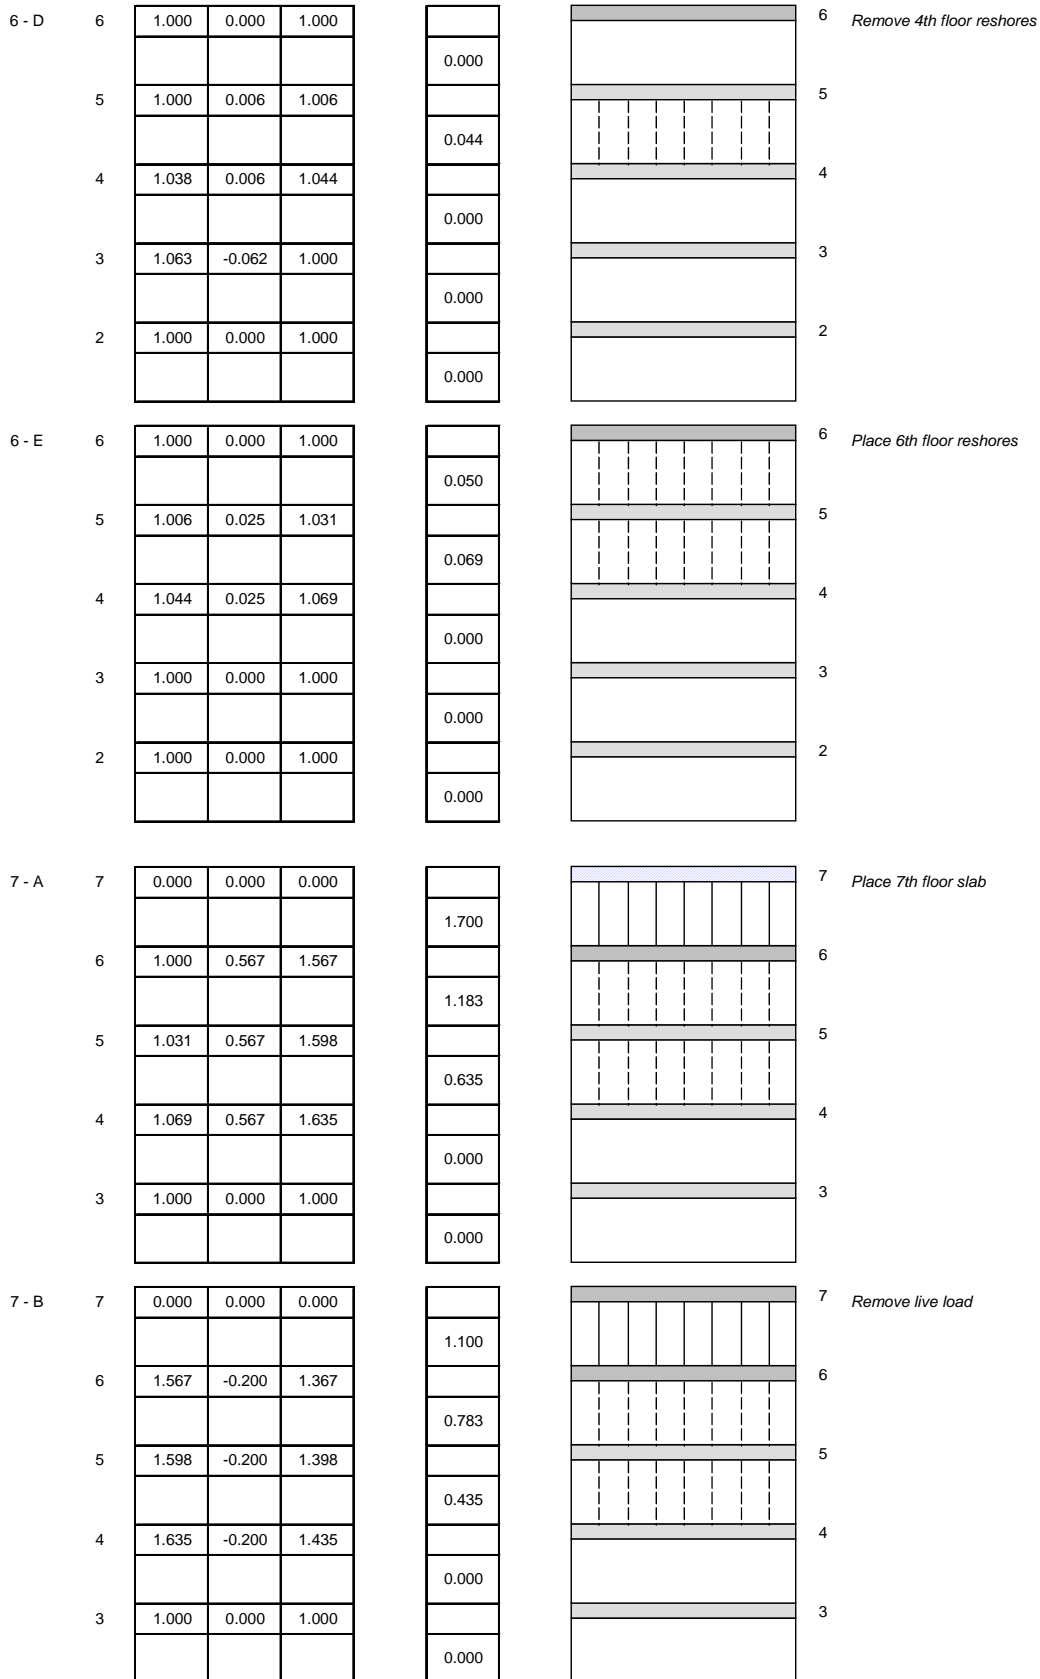 6 - D 6 1.000 0.000 1.000 6 Remove 4th floor reshores
0.000
5 1.000 0.006 1.006 5
0.044
4 1.038 0.006 1.044 4
0.000
3 1.063 -0.062 1.000 3
0.000
2 1.000 0.000 1.000 2
0.000
6 - E 6 1.000 0.000 1.000 6 Place 6th floor reshores
0.050
5 1.006 0.025 1.031 5
0.069
4 1.044 0.025 1.069 4
0.000
3 1.000 0.000 1.000 3
0.000
2 1.000 0.000 1.000 2
0.000
7 - A 7 0.000 0.000 0.000 7 Place 7th floor slab
1.700
6 1.000 0.567 1.567 6
1.183
5 1.031 0.567 1.598 5
0.635
4 1.069 0.567 1.635 4
0.000
3 1.000 0.000 1.000 3
0.000
7 - B 7 0.000 0.000 0.000 7 Remove live load
1.100
6 1.567 -0.200 1.367 6
0.783
5 1.598 -0.200 1.398 5
0.435
4 1.635 -0.200 1.435 4
0.000
3 1.000 0.000 1.000 3
0.000